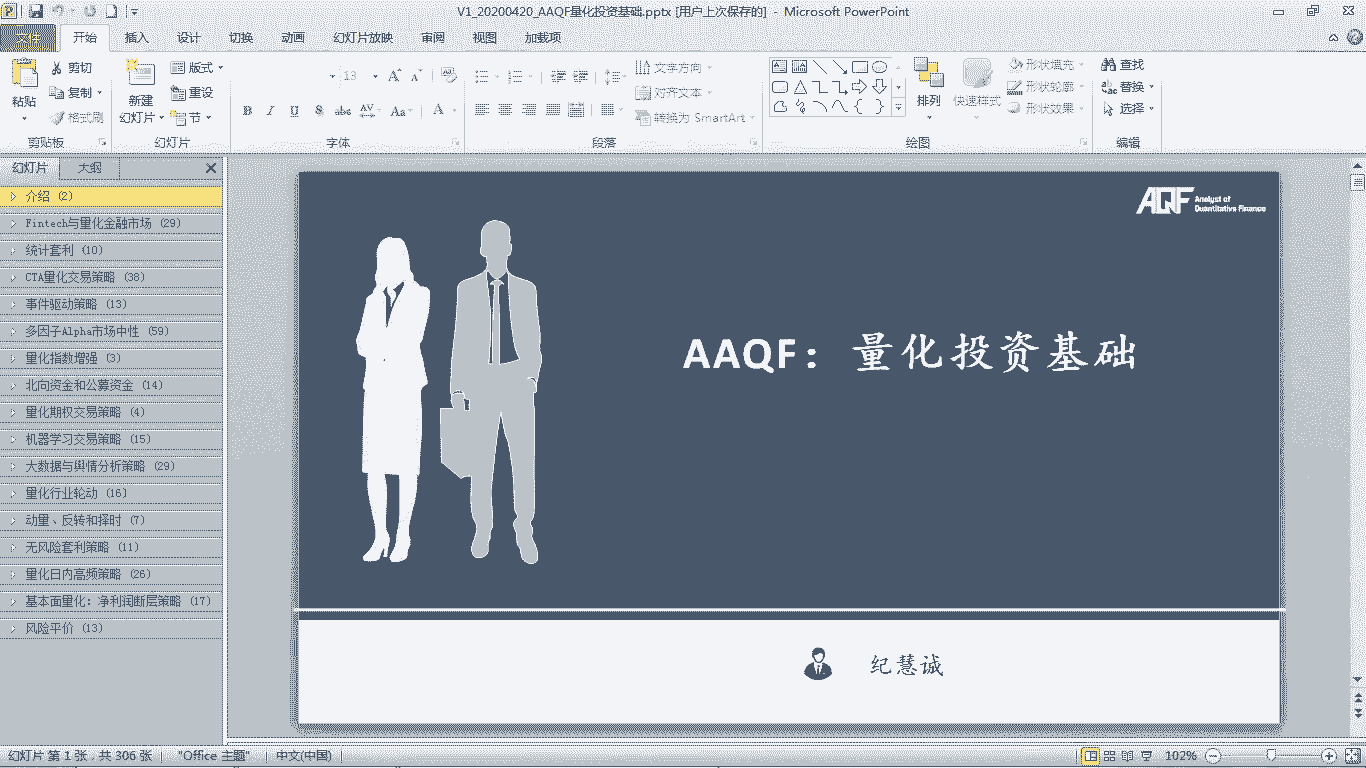 V1_20200420_AAQF量化投资基础.pptx [用户上次保存的] - Microsoft PowerPoint
文件 开始 插入 设计 切换 动画 幻灯片放映 审阅 视图 加载项
剪切 版式 13 文字方向 形状填充 查找
粘贴 复制 新建 重设 对齐文本 排列 快速样式 形状轮廓 替换
格式刷 幻灯片 节 B I U S abc AV Aa A 转换为 SmartArt 形状效果 选择
剪贴板 幻灯片 字体 段落 绘图 编辑
幻灯片 大纲
介绍 (2)
Fintech与量化金融市场 (29)
统计套利 (10)
CTA量化交易策略 (38)
事件驱动策略 (13)
多因子Alpha市场中性 (59)
量化指数增强 (3)
北向资金和公募资金 (14)
量化期权交易策略 (4)
机器学习交易策略 (15)
大数据与舆情分析策略 (29)
量化行业轮动 (16)
动量、反转和择时 (7)
无风险套利策略 (11)
量化日内高频策略 (26)
基本面量化: 净利润断层策略 (17)
风险平价 (13)
AQF Analyst of
Quantitative Finance
AAQF：量化投资基础
纪慧诚
幻灯片 第 1 张，共 306 张 "Office 主题" 中文(中国) 102%